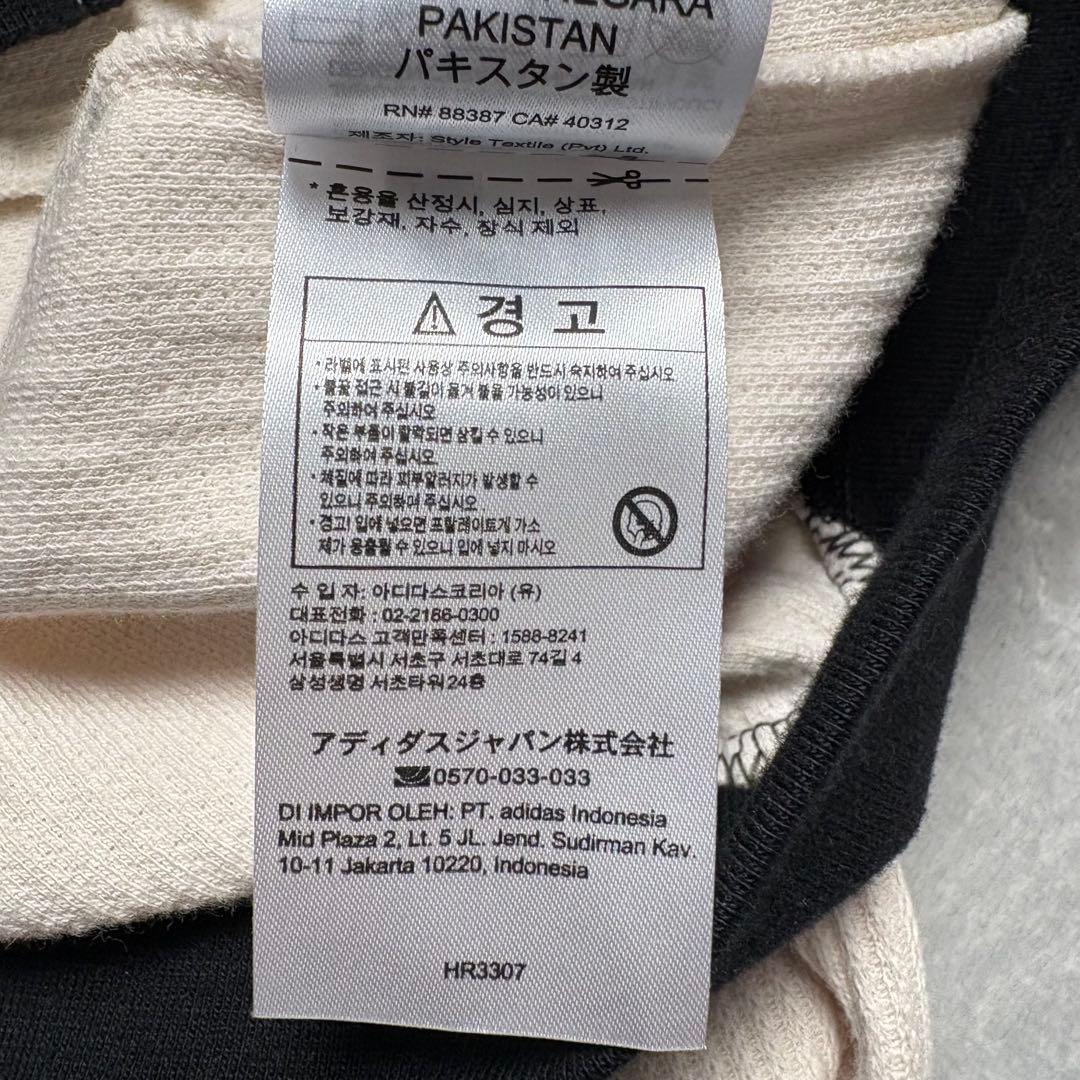 PAKISTAN
パキスタン製
RN# 88387 CA# 40312
제조자: Style Textile (Pvt) Ltd.
* 혼용율 산정시, 심지, 상표,
보강재, 자수, 장식 제외
경 고
• 라벨에 표시된 사용상 주의사항을 반드시 숙지하여 주십시오
• 불꽃 접근 시 불길이 옮겨 붙을 가능성이 있으니
주의하여 주십시오
• 작은 부품이 탈락되면 삼킬 수 있으니
주의하여 주십시오
• 체질에 따라 피부알러지가 발생할 수
있으니 주의하여 주십시오
• 경고! 입에 넣으면 프탈레이트계 가소
제가 용출될 수 있으니 입에 넣지 마시오
수 입 자: 아디다스코리아 (유)
대표전화 : 02-2186-0300
아디다스 고객만족센터 : 1588-8241
서울특별시 서초구 서초대로 74길 4
삼성생명 서초타워24층
アディダスジャパン株式会社
0570-033-033
DI IMPOR OLEH: PT. adidas Indonesia
Mid Plaza 2, Lt. 5 JL. Jend. Sudirman Kav.
10-11 Jakarta 10220, Indonesia
HR3307